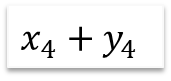 x₄ + y₄